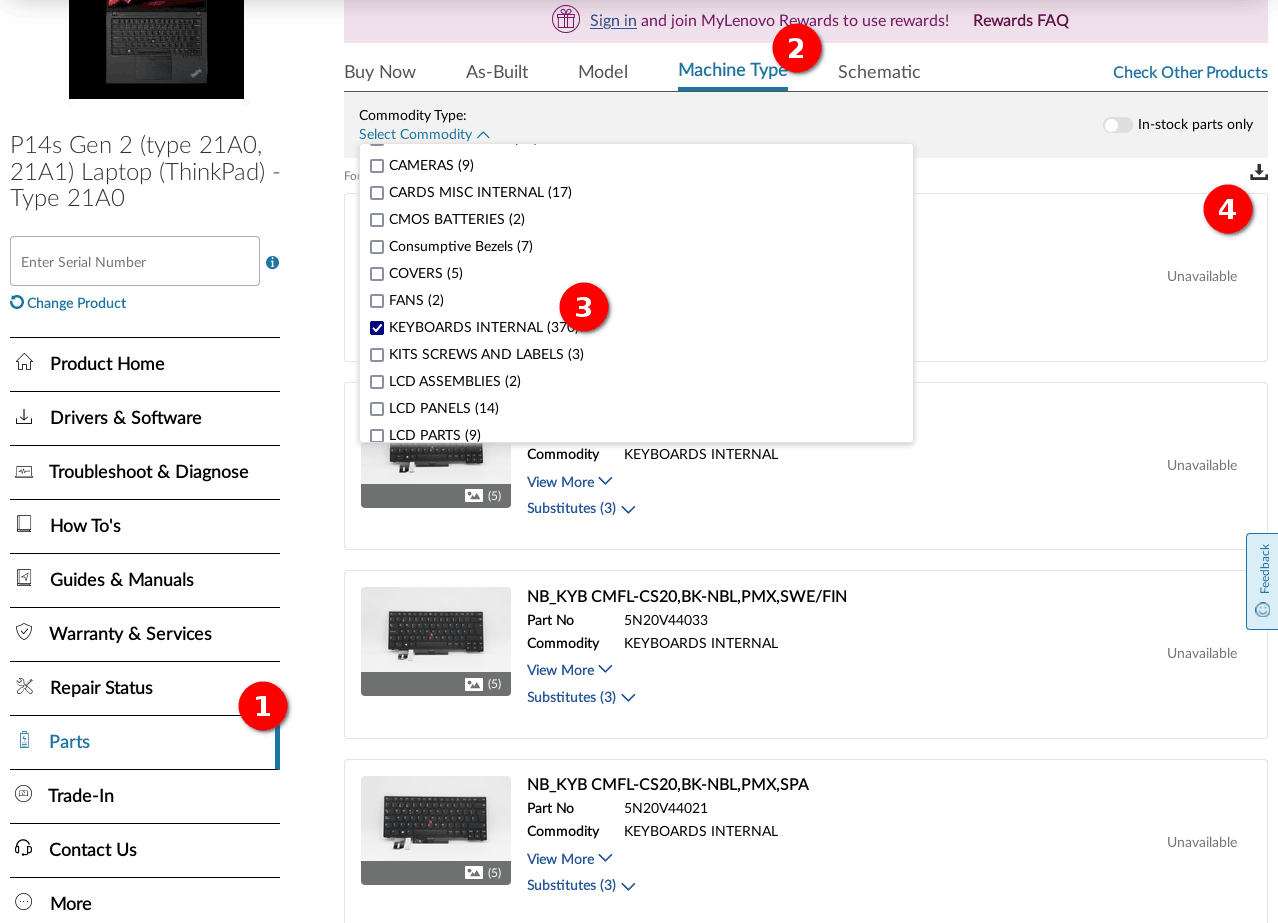 Sign in and join MyLenovo Rewards to use rewards! Rewards FAQ
2
Buy Now As-Built Model Machine Type Schematic Check Other Products
Commodity Type:
Select Commodity
In-stock parts only
CAMERAS (9)
CARDS MISC INTERNAL (17)
CMOS BATTERIES (2)
Consumptive Bezels (7)
COVERS (5)
FANS (2)
3
KEYBOARDS INTERNAL (370)
KITS SCREWS AND LABELS (3)
LCD ASSEMBLIES (2)
LCD PANELS (14)
LCD PARTS (9)
4
Unavailable
P14s Gen 2 (type 21A0,
21A1) Laptop (ThinkPad) -
Type 21A0
Enter Serial Number
Change Product
Product Home
Drivers & Software
Troubleshoot & Diagnose
How To's
Guides & Manuals
Warranty & Services
Repair Status
1
Parts
Trade-In
Contact Us
More
Commodity KEYBOARDS INTERNAL
Unavailable
View More
(5)
Substitutes (3)
Feedback
NB_KYB CMFL-CS20,BK-NBL,PMX,SWE/FIN
Part No 5N20V44033
Commodity KEYBOARDS INTERNAL
Unavailable
View More
(5)
Substitutes (3)
NB_KYB CMFL-CS20,BK-NBL,PMX,SPA
Part No 5N20V44021
Commodity KEYBOARDS INTERNAL
Unavailable
View More
(5)
Substitutes (3)